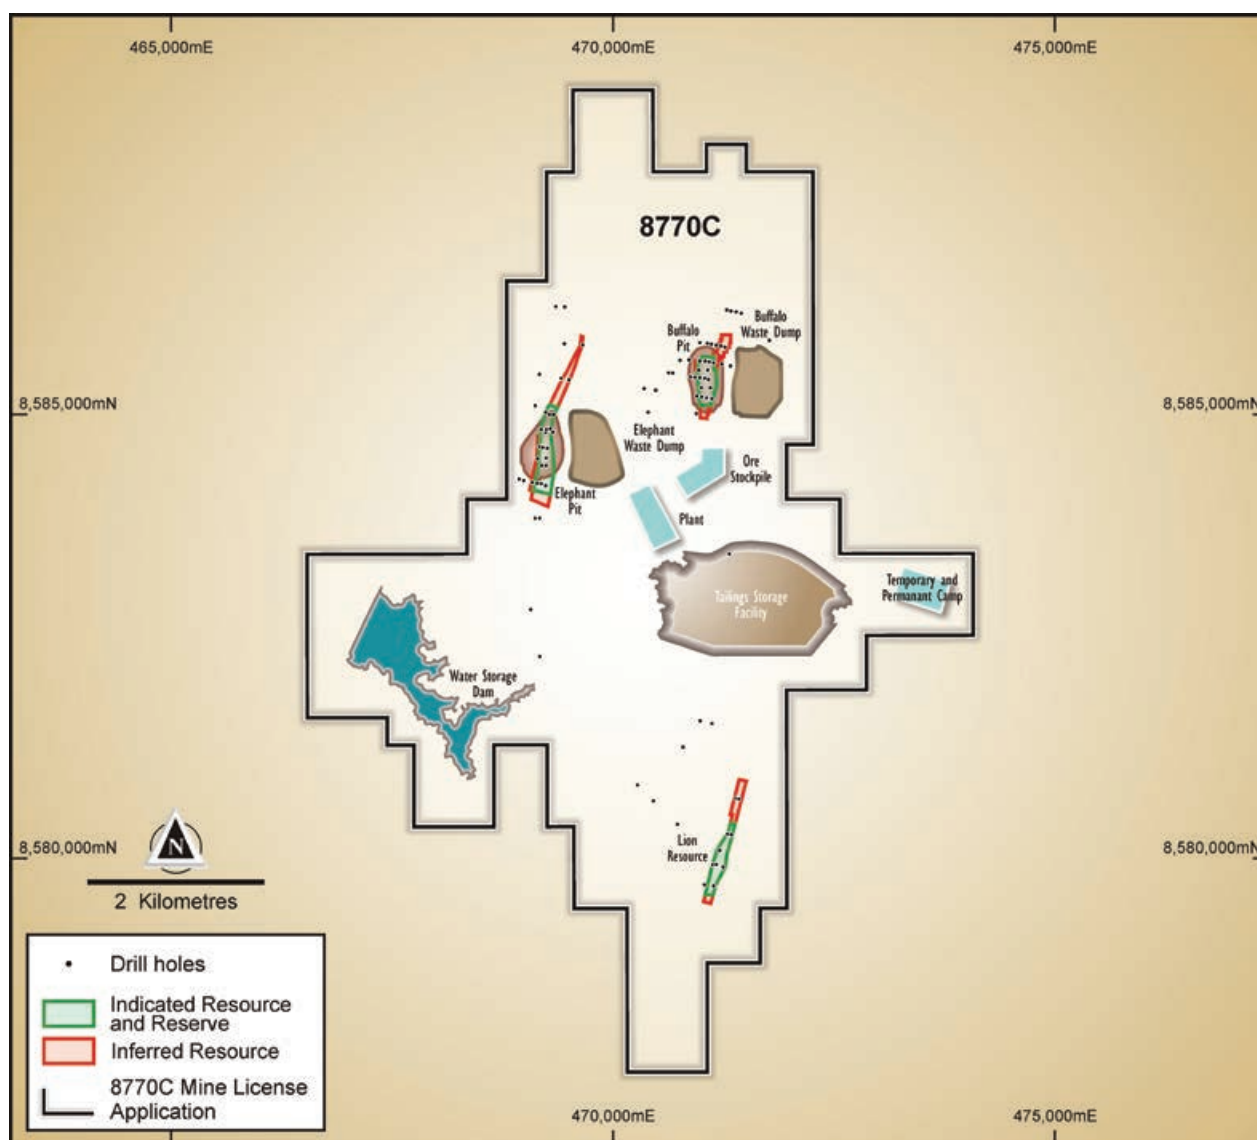 465,000mE
470,000mE
475,000mE
8770C
Buffalo
Pit
Buffalo
Waste Dump
8,585,000mN
8,585,000mN
Elephant
Waste Dump
Ore
Stockpile
Elephant
Pit
Plant
Temporary and
Permanant Camp
Tailings Storage
Facility
Water Storage
Dam
Lion
Resource
8,580,000mN
8,580,000mN
N
2 Kilometres
Drill holes
Indicated Resource
and Reserve
Inferred Resource
8770C Mine License
Application
470,000mE
475,000mE